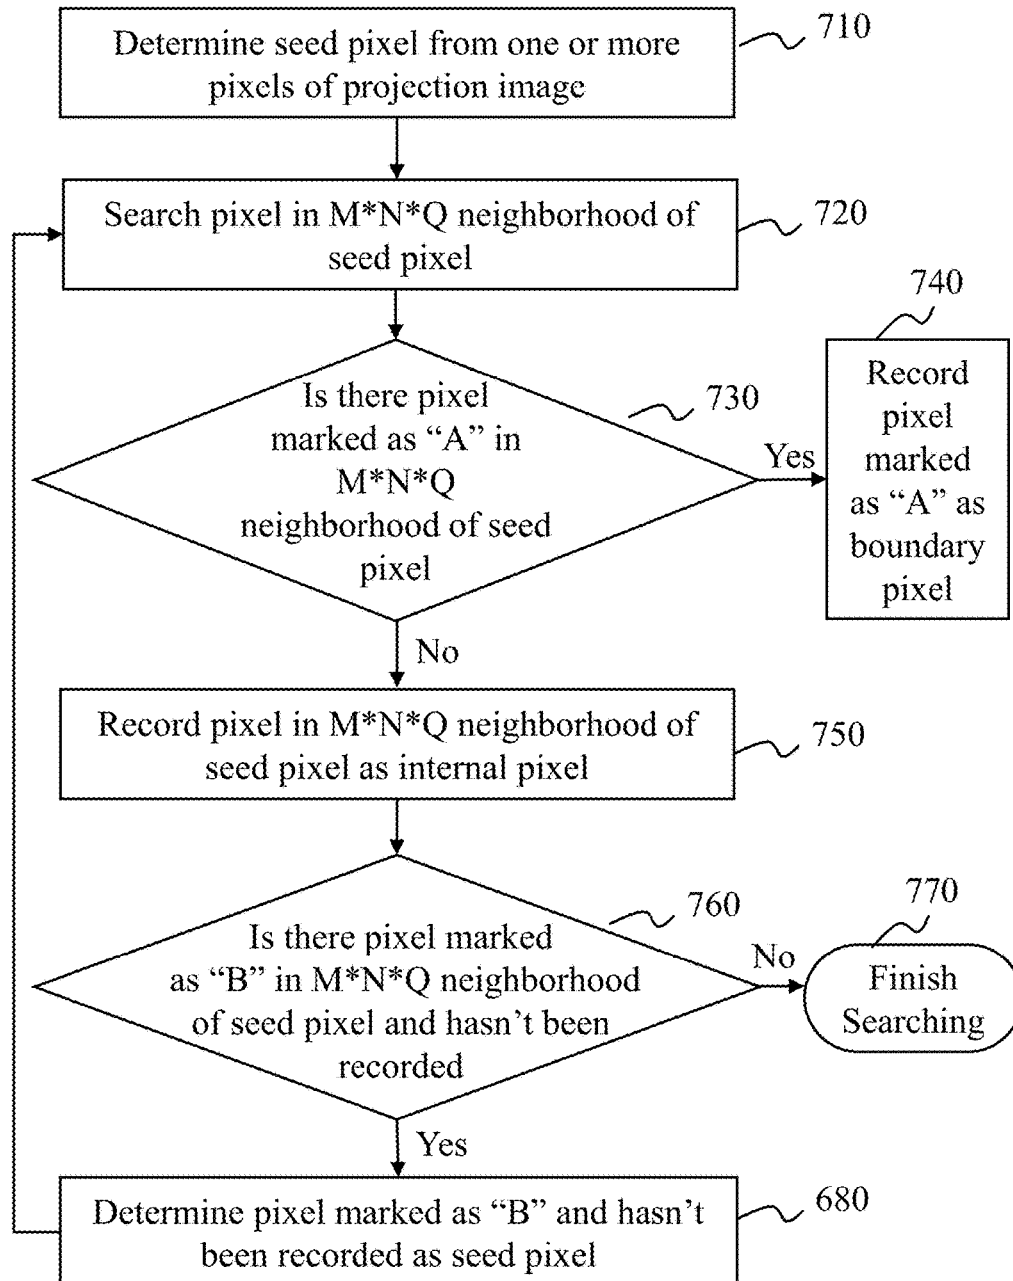 Determine seed pixel from one or more
pixels of projection image
710
Search pixel in M*N*Q neighborhood of
seed pixel
720
Is there pixel
marked as “A” in
M*N*Q
neighborhood of seed
pixel
730
Yes
740
Record
pixel
marked
as “A” as
boundary
pixel
No
Record pixel in M*N*Q neighborhood of
seed pixel as internal pixel
750
Is there pixel marked
as “B” in M*N*Q neighborhood
of seed pixel and hasn’t been
recorded
760
No
770
Finish
Searching
Yes
Determine pixel marked as “B” and hasn’t
been recorded as seed pixel
680